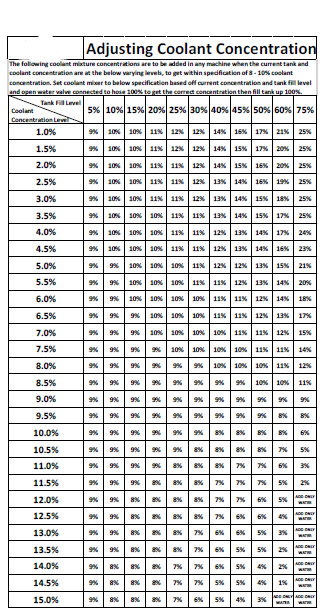 Adjusting Coolant Concentration
The following coolant mixture concentrations are to be added in any machine when the current tank and
coolant concentration are at the below varying levels, to get within specification of 8 - 10% coolant
concentration. Set coolant mixer to below specification based off current concentration and tank fill level
and open water valve connected to hose 100% to get the correct concentration then fill tank up 100%.
Tank Fill Level
Coolant
Concentration Level
5% 10% 15% 20% 25% 30% 40% 45% 50% 60% 75%
1.0% 9% 10% 10% 11% 12% 12% 14% 16% 17% 21% 25%
1.5% 9% 10% 10% 11% 12% 12% 14% 15% 17% 20% 25%
2.0% 9% 10% 10% 11% 11% 12% 14% 15% 16% 20% 25%
2.5% 9% 10% 10% 11% 11% 12% 13% 14% 16% 19% 25%
3.0% 9% 10% 10% 11% 11% 12% 13% 14% 15% 18% 25%
3.5% 9% 10% 10% 10% 11% 11% 13% 14% 15% 17% 25%
4.0% 9% 10% 10% 10% 11% 11% 12% 13% 14% 17% 24%
4.5% 9% 10% 10% 10% 11% 11% 12% 13% 14% 16% 23%
5.0% 9% 9% 10% 10% 10% 11% 12% 12% 13% 15% 21%
5.5% 9% 9% 10% 10% 10% 11% 11% 12% 13% 14% 20%
6.0% 9% 9% 10% 10% 10% 10% 11% 11% 12% 14% 18%
6.5% 9% 9% 9% 10% 10% 10% 11% 11% 12% 13% 17%
7.0% 9% 9% 9% 10% 10% 10% 10% 11% 11% 12% 15%
7.5% 9% 9% 9% 9% 10% 10% 10% 10% 11% 11% 14%
8.0% 9% 9% 9% 9% 9% 9% 10% 10% 10% 11% 12%
8.5% 9% 9% 9% 9% 9% 9% 9% 9% 10% 10% 11%
9.0% 9% 9% 9% 9% 9% 9% 9% 9% 9% 9% 9%
9.5% 9% 9% 9% 9% 9% 9% 9% 9% 9% 8% 8%
10.0% 9% 9% 9% 9% 9% 8% 8% 8% 8% 8% 6%
10.5% 9% 9% 9% 9% 8% 8% 8% 8% 8% 7% 5%
11.0% 9% 9% 9% 8% 8% 8% 8% 7% 7% 6% 3%
11.5% 9% 9% 9% 8% 8% 8% 7% 7% 7% 5% 2%
12.0% 9% 9% 8% 8% 8% 8% 7% 7% 6% 5% ADD ONLY WATER
12.5% 9% 9% 8% 8% 8% 7% 7% 6% 6% 4% ADD ONLY WATER
13.0% 9% 9% 8% 8% 8% 7% 6% 6% 5% 3% ADD ONLY WATER
13.5% 9% 9% 8% 8% 8% 7% 6% 5% 5% 2% ADD ONLY WATER
14.0% 9% 8% 8% 8% 7% 7% 6% 5% 5% 2% ADD ONLY WATER
14.5% 9% 8% 8% 8% 7% 7% 5% 5% 4% 1% ADD ONLY WATER
15.0% 9% 8% 8% 8% 7% 6% 5% 4% 3% ADD ONLY WATER ADD ONLY WATER